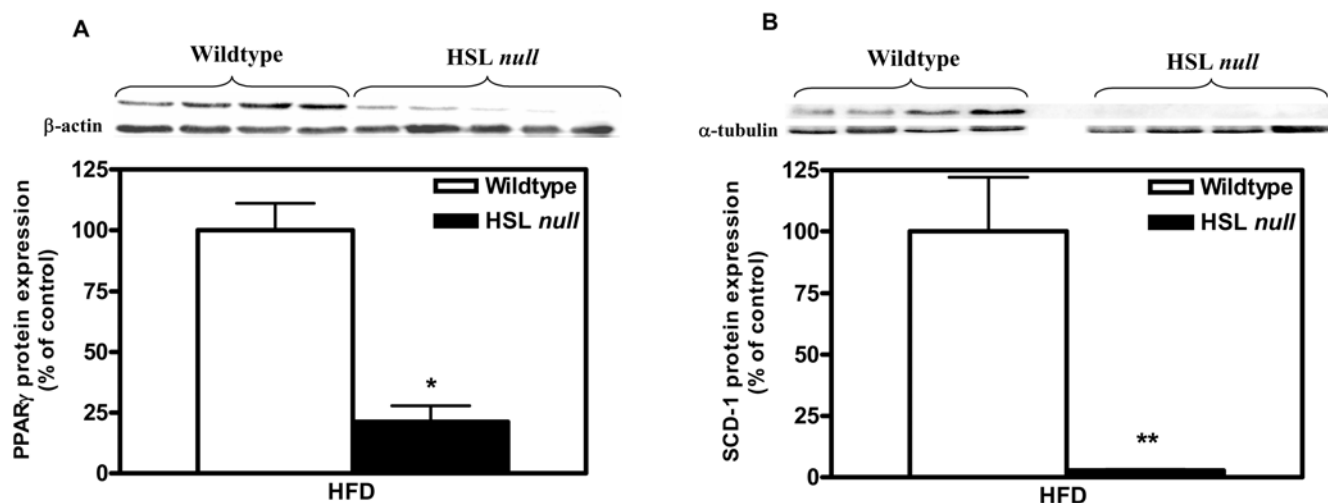 A
Wildtype
HSL null
β-actin
125
100
75
50
25
0
PPARγ protein expression
(% of control)
Wildtype
HSL null
*
HFD
B
Wildtype
HSL null
α-tubulin
125
100
75
50
25
0
SCD-1 protein expression
(% of control)
Wildtype
HSL null
**
HFD